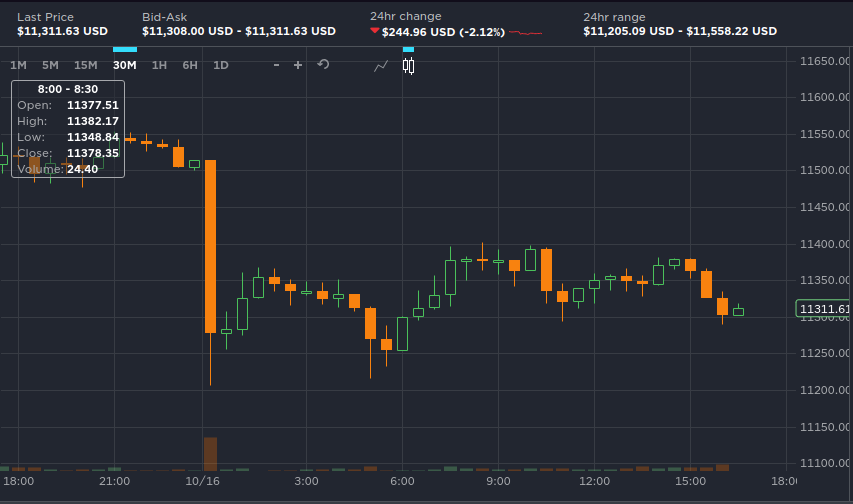 Last Price
$11,311.63 USD
Bid-Ask
$11,308.00 USD - $11,311.63 USD
24hr change
$244.96 USD (-2.12%)
24hr range
$11,205.09 USD - $11,558.22 USD
1M 5M 15M 30M 1H 6H 1D - +
8:00 - 8:30
Open: 11377.51
High: 11382.17
Low: 11348.84
Close: 11378.35
Volume: 24.40
11650.00
11600.00
11550.00
11500.00
11450.00
11400.00
11350.00
11311.61
11300.00
11250.00
11200.00
11150.00
11100.00
18:00 21:00 10/16 3:00 6:00 9:00 12:00 15:00 18:00